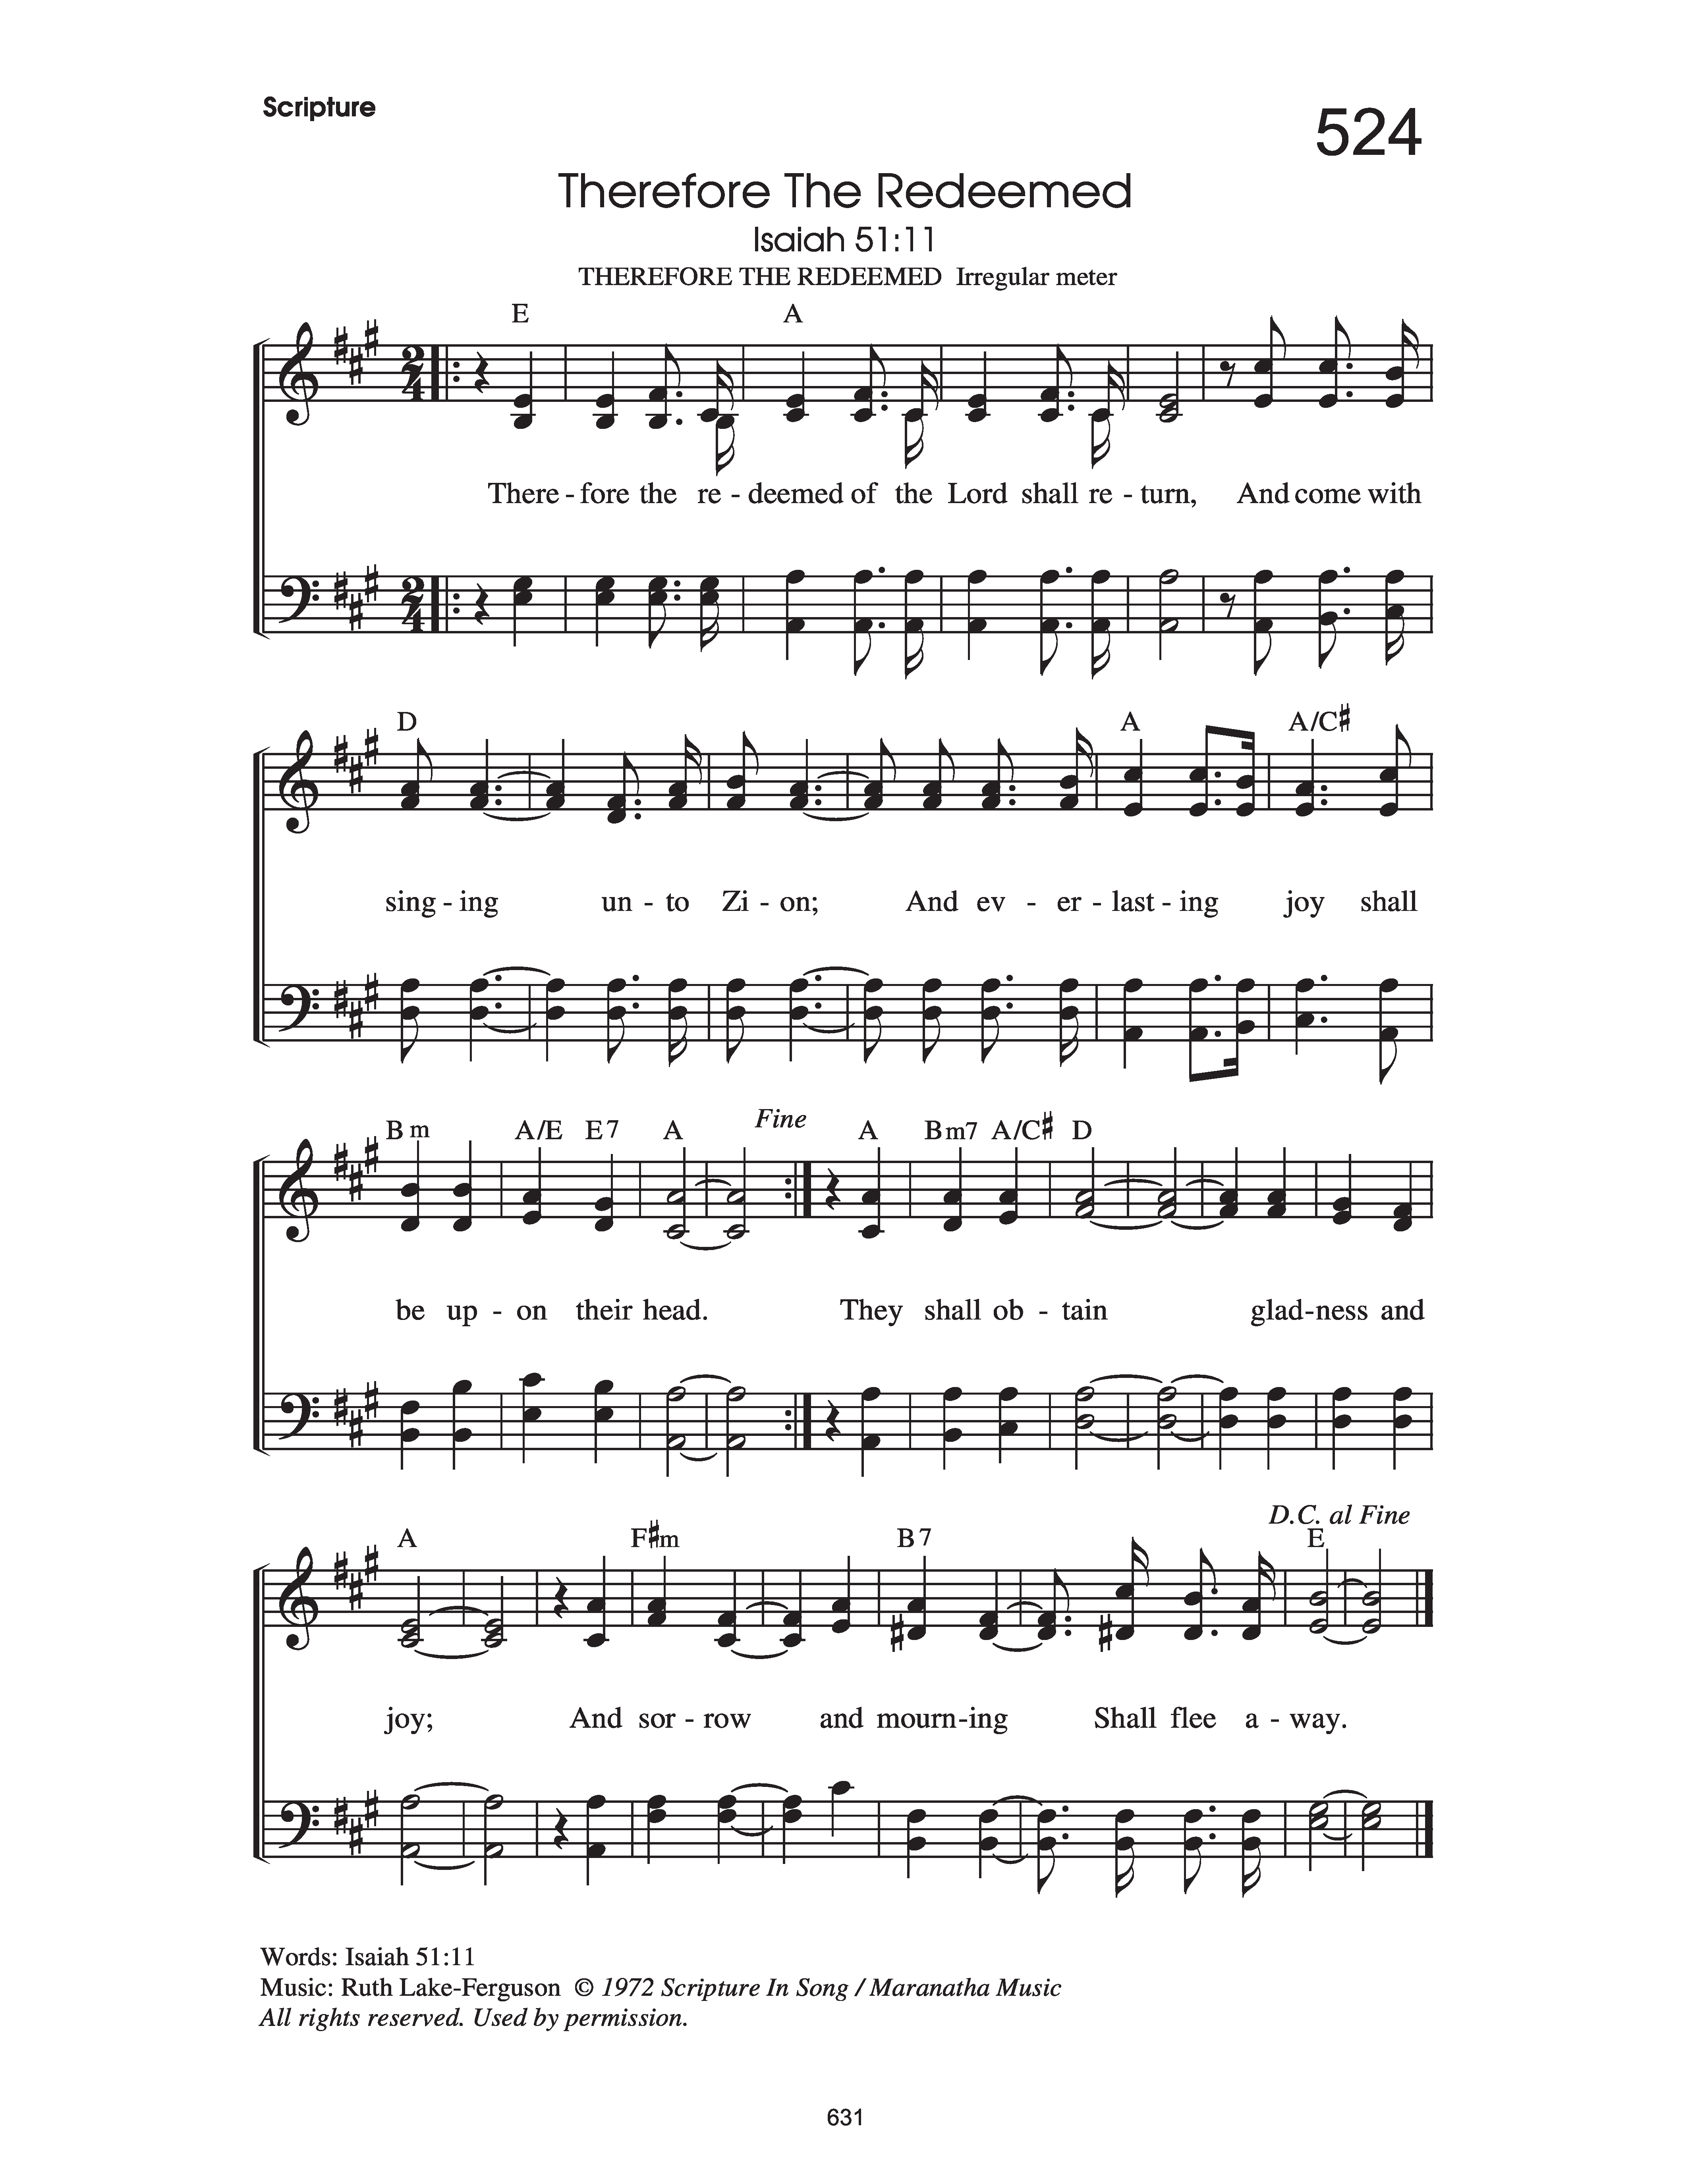 Scripture
524
Therefore The Redeemed
Isaiah 51:11
THEREFORE THE REDEEMED Irregular meter
E A
There - fore the re - deemed of the Lord shall re - turn, And come with
D A A/C♯
sing - ing un - to Zi - on; And ev - er - last - ing joy shall
Fine
Bm A/E E7 A A Bm7 A/C♯ D
be up - on their head. They shall ob - tain glad-ness and
D.C. al Fine
A F♯m B7 E
joy; And sor - row and mourn-ing Shall flee a - way.
Words: Isaiah 51:11
Music: Ruth Lake-Ferguson © 1972 Scripture In Song / Maranatha Music
All rights reserved. Used by permission.
631